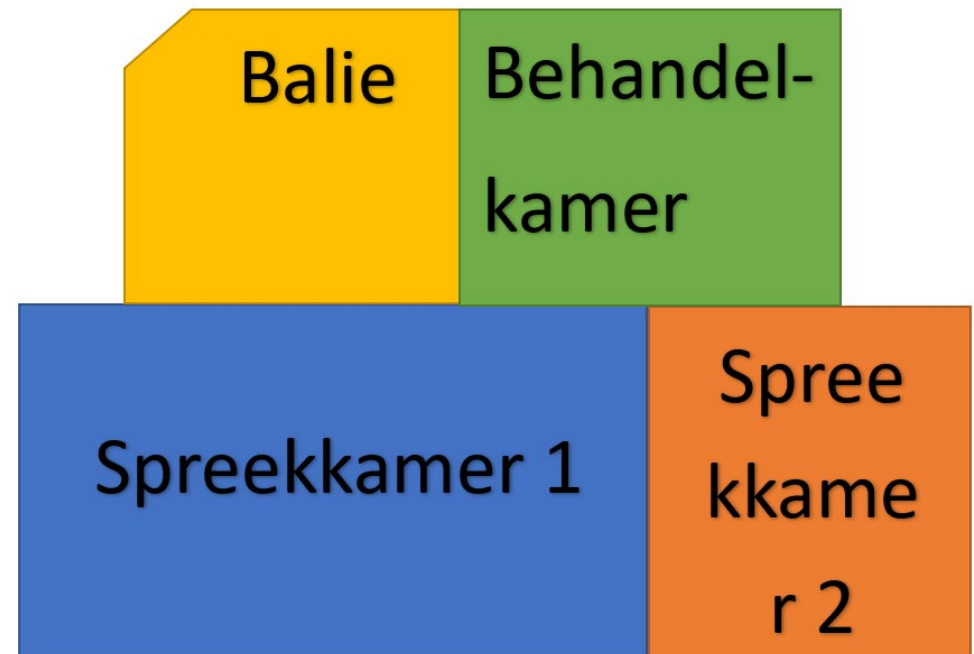 Balie
Behandel-
kamer
Spreekkamer 1
Spree
kkame
r 2